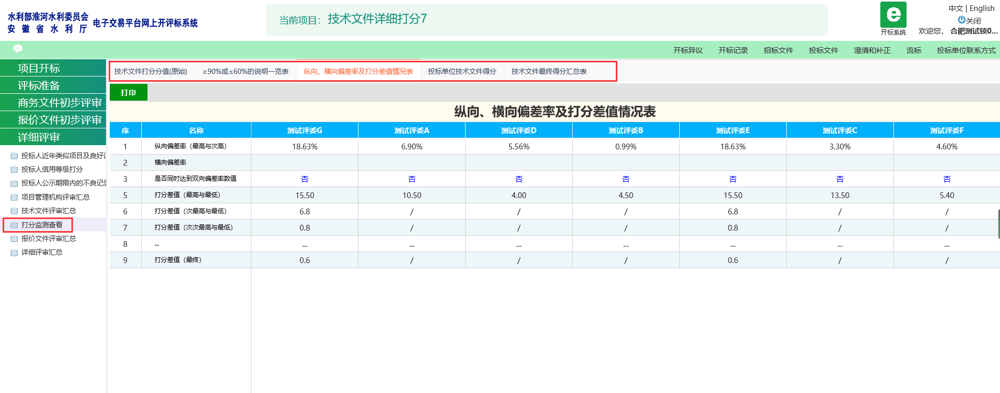 水利部淮河水利委员会
安徽省水利厅
电子交易平台网上开评标系统
当前项目： 技术文件详细打分7
开标系统
中文 | English
关闭
欢迎您， 合肥测试锁0...
开标异议 开标记录 招标文件 投标文件 澄清和补正 流标 投标单位联系方式
项目开标
评标准备
商务文件初步评审
报价文件初步评审
详细评审
投标人近年类似项目及良好
投标人信用等级打分
投标人公示期限内的不良记录
项目管理机构评审汇总
技术文件评审汇总
打分监测查看
报价文件评审汇总
详细评审汇总
技术文件打分分值(原始) ≥90%或≤60%的说明一览表 纵向、横向偏差率及打分差值情况表 投标单位技术文件得分 技术文件最终得分汇总表
打印
纵向、横向偏差率及打分差值情况表
序 名称 测试评委G 测试评委A 测试评委D 测试评委B 测试评委E 测试评委C 测试评委F
1 纵向偏差率（最高与次高） 18.63% 6.90% 5.56% 0.99% 18.63% 3.30% 4.60%
2 横向偏差率
3 是否同时达到双向偏差率数值 否 否 否 否 否 否 否
5 打分差值（最高与最低） 15.50 10.50 4.00 4.50 15.50 13.50 5.40
6 打分差值（次最高与最低） 6.8 / / / 6.8 / /
7 打分差值（次次最高与最低） 0.8 / / / 0.8 / /
8 ... ... ... ... ... ... ... ...
9 打分差值（最终） 0.6 / / / 0.6 / /